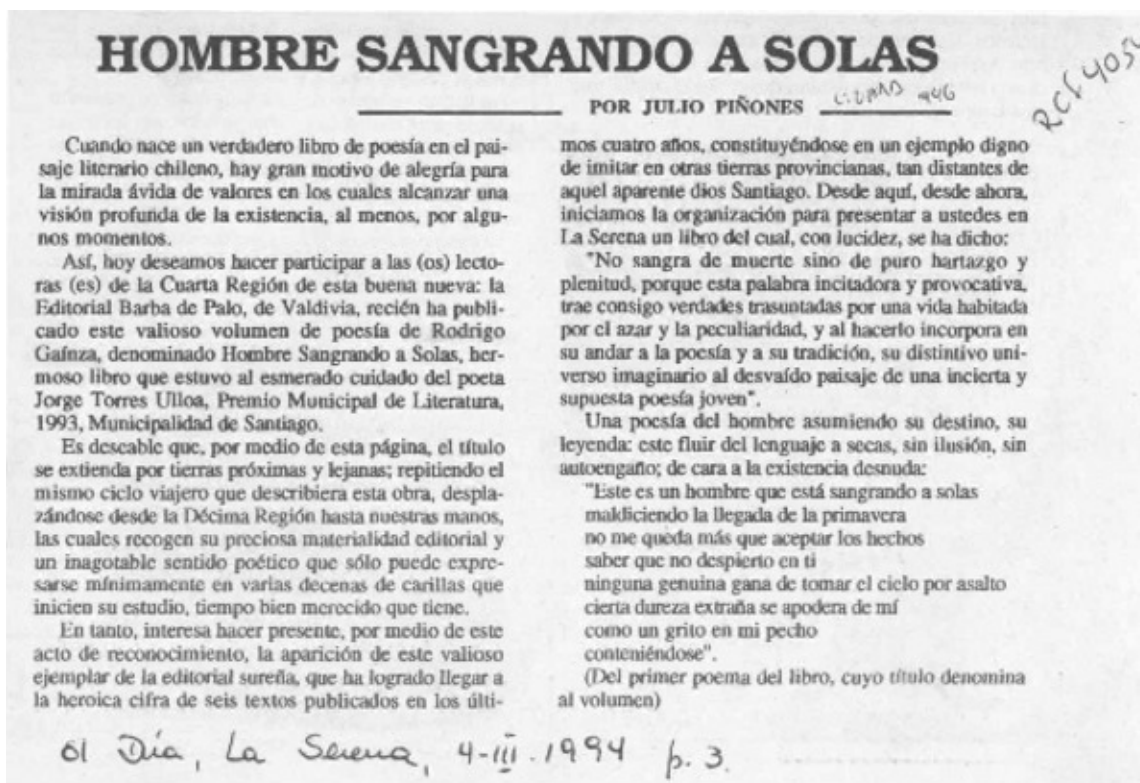 HOMBRE SANGRANDO A SOLAS
POR JULIO PIÑONES
Cuando nace un verdadero libro de poesía en el pai-
saje literario chileno, hay gran motivo de alegría para
la mirada ávida de valores en los cuales alcanzar una
visión profunda de la existencia, al menos, por algu-
nos momentos.
Así, hoy deseamos hacer participar a las (os) lecto-
ras (es) de la Cuarta Región de esta buena nueva: la
Editorial Barba de Palo, de Valdivia, recién ha publi-
cado este valioso volumen de poesía de Rodrigo
Gaínza, denominado Hombre Sangrando a Solas, her-
moso libro que estuvo al esmerado cuidado del poeta
Jorge Torres Ulloa, Premio Municipal de Literatura,
1993, Municipalidad de Santiago.
Es deseable que, por medio de esta página, el título
se extienda por tierras próximas y lejanas; repitiendo el
mismo ciclo viajero que describiera esta obra, despla-
zándose desde la Décima Región hasta nuestras manos,
las cuales recogen su preciosa materialidad editorial y
un inagotable sentido poético que sólo puede expre-
sarse mínimamente en varias decenas de carillas que
inicien su estudio, tiempo bien merecido que tiene.
En tanto, interesa hacer presente, por medio de este
acto de reconocimiento, la aparición de este valioso
ejemplar de la editorial sureña, que ha logrado llegar a
la heroica cifra de seis textos publicados en los últi-
mos cuatro años, constituyéndose en un ejemplo digno
de imitar en otras tierras provincianas, tan distantes de
aquel aparente dios Santiago. Desde aquí, desde ahora,
iniciamos la organización para presentar a ustedes en
La Serena un libro del cual, con lucidez, se ha dicho:
"No sangra de muerte sino de puro hartazgo y
plenitud, porque esta palabra incitadora y provocativa,
trae consigo verdades trasuntadas por una vida habitada
por el azar y la peculiaridad, y al hacerlo incorpora en
su andar a la poesía y a su tradición, su distintivo uni-
verso imaginario al desvaído paisaje de una incierta y
supuesta poesía joven".
Una poesía del hombre asumiendo su destino, su
leyenda: este fluir del lenguaje a secas, sin ilusión, sin
autoengaño; de cara a la existencia desnuda:
"Este es un hombre que está sangrando a solas
makliciendo la llegada de la primavera
no me queda más que aceptar los hechos
saber que no despierto en ti
ninguna genuina gana de tomar el cielo por asalto
cierta dureza extraña se apodera de mí
como un grito en mi pecho
conteniéndose".
(Del primer poema del libro, cuyo título denomina
al volumen)
El Día, La Serena, 4-III.1994 p. 3.